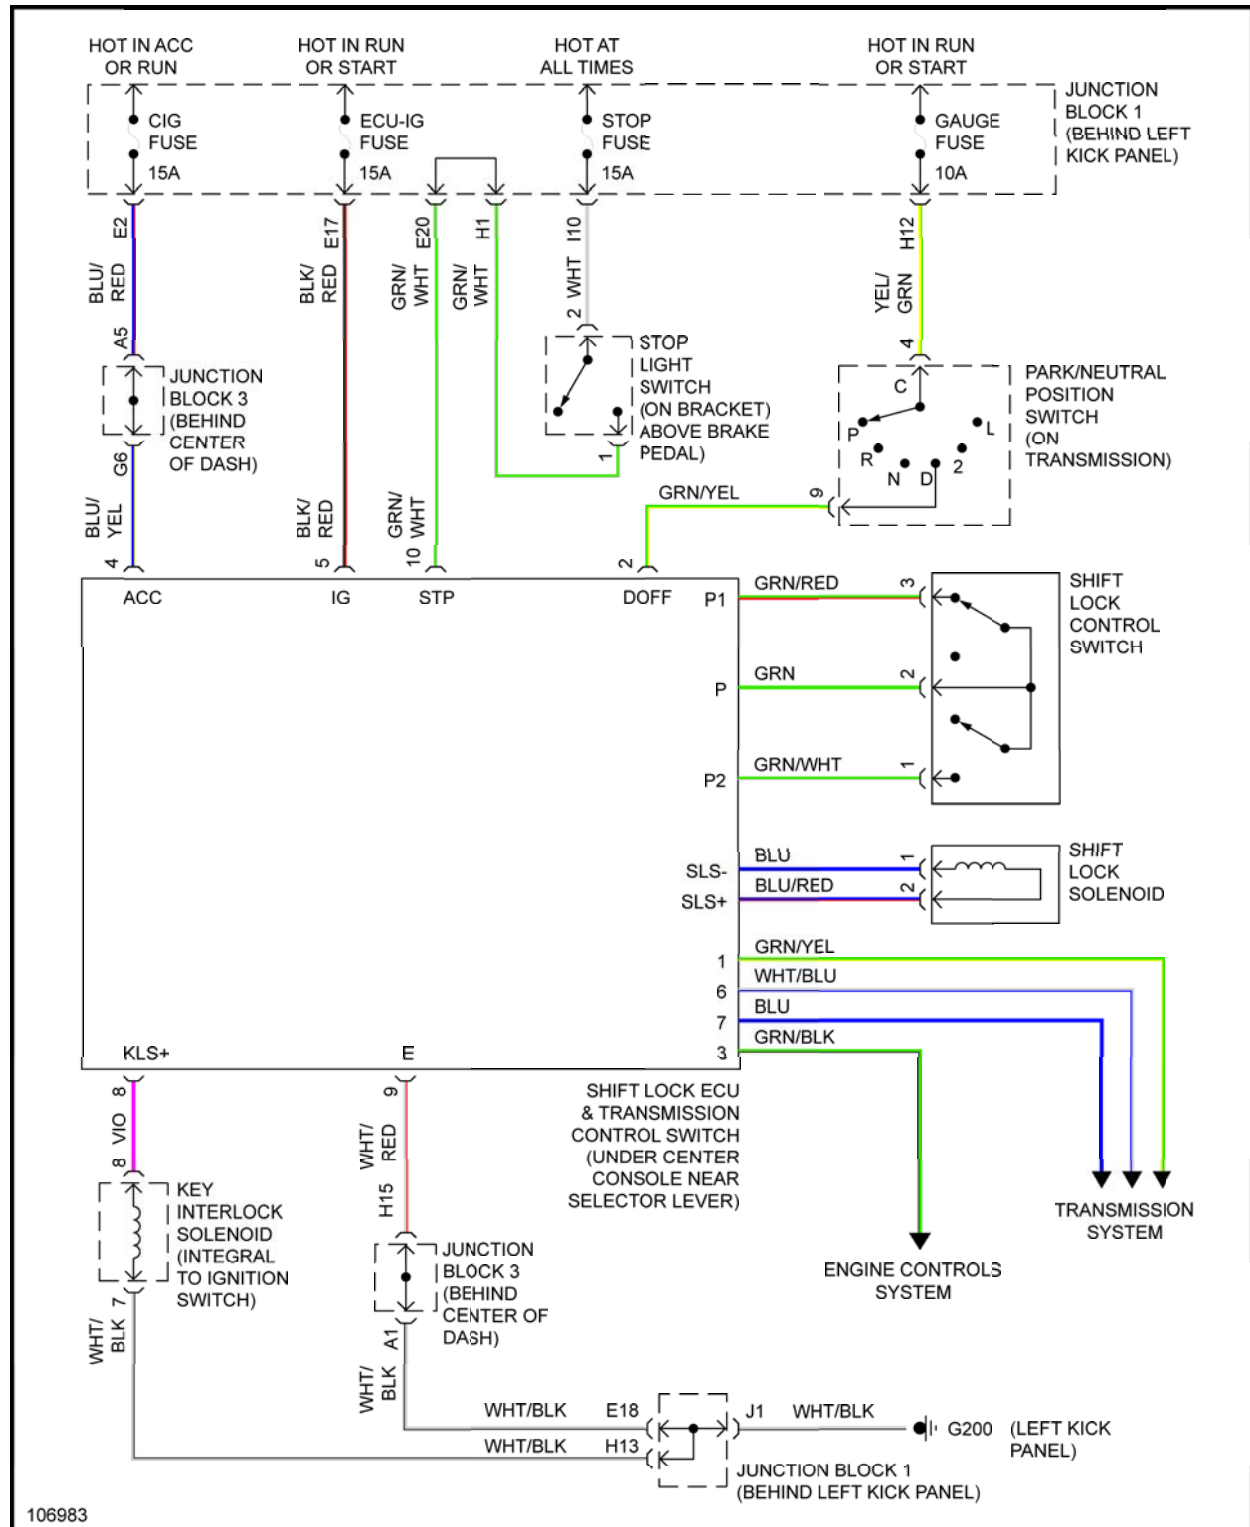 HOT IN ACC
OR RUN
HOT IN RUN
OR START
HOT AT
ALL TIMES
HOT IN RUN
OR START
CIG
FUSE
15A
ECU-IG
FUSE
15A
STOP
FUSE
15A
GAUGE
FUSE
10A
JUNCTION
BLOCK 1
(BEHIND LEFT
KICK PANEL)
E2
E17
E20
H1
I10
H12
BLU/
RED
BLK/
RED
GRN/
WHT
GRN/
WHT
WHT
YEL/
GRN
A5
2
4
JUNCTION
BLOCK 3
(BEHIND
CENTER
OF DASH)
STOP
LIGHT
SWITCH
(ON BRACKET)
ABOVE BRAKE
PEDAL)
C
P
R
N
D
2
L
PARK/NEUTRAL
POSITION
SWITCH
(ON
TRANSMISSION)
G6
1
BLU/
YEL
BLK/
RED
GRN/
WHT
GRN/YEL
9
4
5
10
2
ACC
IG
STP
DOFF
P1
GRN/RED
3
P
GRN
2
P2
GRN/WHT
1
SHIFT
LOCK
CONTROL
SWITCH
SLS-
BLU
1
SLS+
BLU/RED
2
SHIFT
LOCK
SOLENOID
1
GRN/YEL
6
WHT/BLU
7
BLU
3
GRN/BLK
KLS+
E
8
VIO
8
9
WHT/
RED
H15
SHIFT LOCK ECU
& TRANSMISSION
CONTROL SWITCH
(UNDER CENTER
CONSOLE NEAR
SELECTOR LEVER)
TRANSMISSION
SYSTEM
ENGINE CONTROLS
SYSTEM
KEY
INTERLOCK
SOLENOID
(INTEGRAL
TO IGNITION
SWITCH)
JUNCTION
BLOCK 3
(BEHIND
CENTER OF
DASH)
7
WHT/
BLK
A1
WHT/
BLK
WHT/BLK
E18
J1
WHT/BLK
G200
(LEFT KICK
PANEL)
WHT/BLK
H13
JUNCTION BLOCK 1
(BEHIND LEFT KICK PANEL)
106983